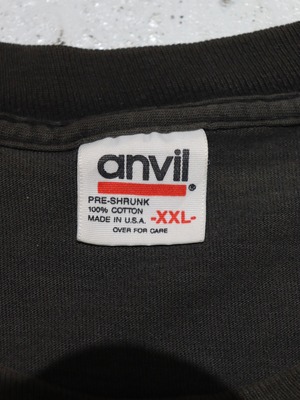 anvil
®
PRE-SHRUNK
100% COTTON
MADE IN U.S.A. -XXL-
OVER FOR CARE